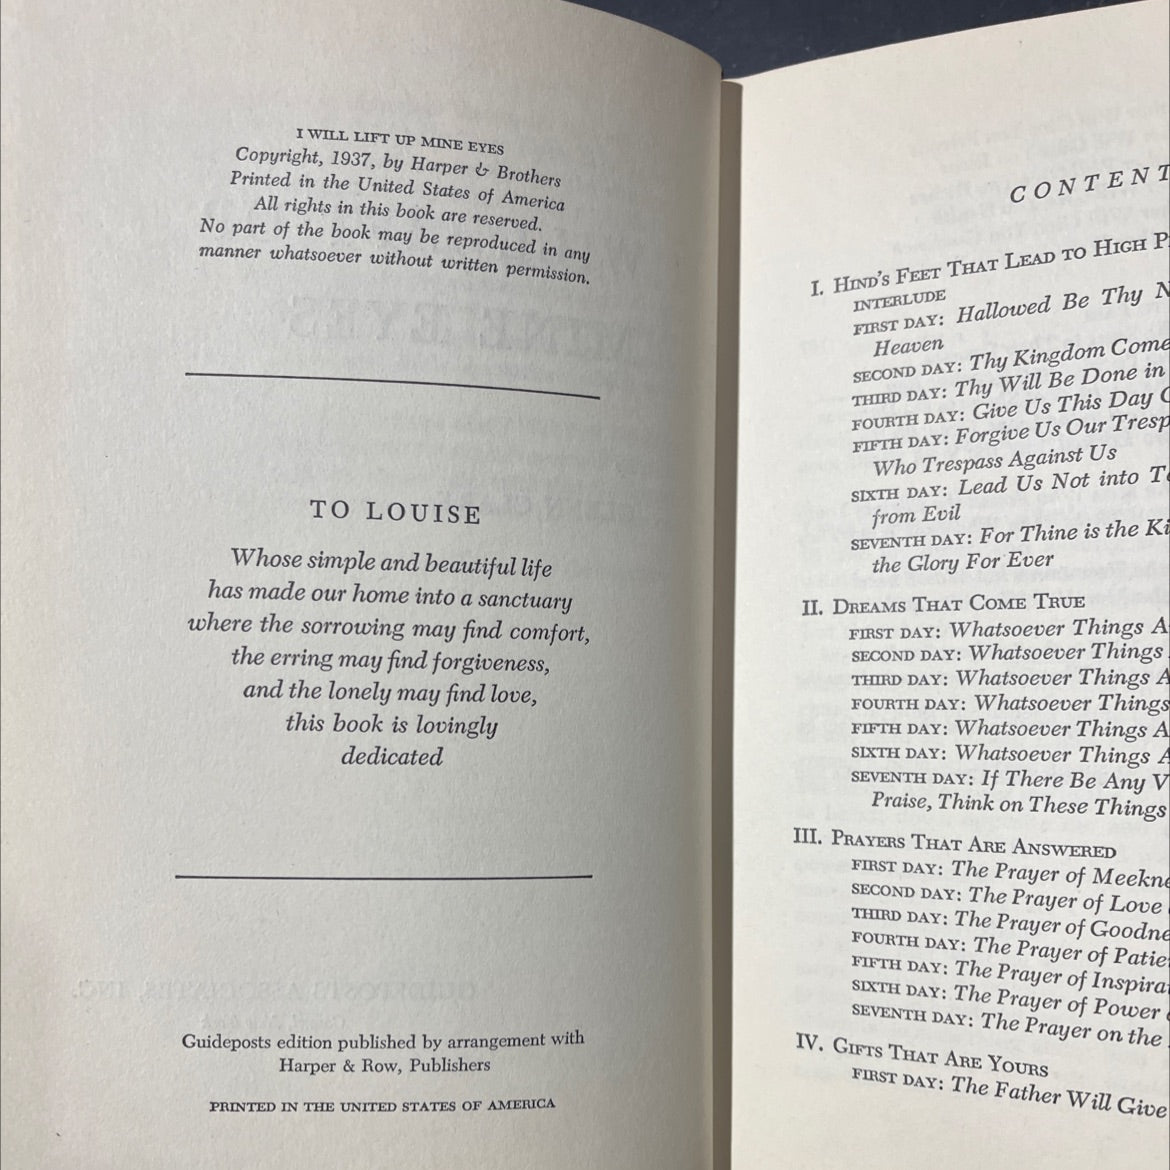 I WILL LIFT UP MINE EYES
Copyright, 1937, by Harper & Brothers
Printed in the United States of America
All rights in this book are reserved.
No part of the book may be reproduced in any
manner whatsoever without written permission.
TO LOUISE
Whose simple and beautiful life
has made our home into a sanctuary
where the sorrowing may find comfort,
the erring may find forgiveness,
and the lonely may find love,
this book is lovingly
dedicated
Guideposts edition published by arrangement with
Harper & Row, Publishers
PRINTED IN THE UNITED STATES OF AMERICA
CONTENT
I. HIND'S FEET THAT LEAD TO HIGH
INTERLUDE
FIRST DAY: Hallowed Be Thy
Heaven
SECOND DAY: Thy Kingdom Come
THIRD DAY: Thy Will Be Done in
FOURTH DAY: Give Us This Day
FIFTH DAY: Forgive Us Our Tresp
Who Trespass Against Us
SIXTH DAY: Lead Us Not into
from Evil
SEVENTH DAY: For Thine is the Ki
the Glory For Ever
II. DREAMS THAT COME TRUE
FIRST DAY: Whatsoever Things A
SECOND DAY: Whatsoever Things
THIRD DAY: Whatsoever Things A
FOURTH DAY: Whatsoever Things
FIFTH DAY: Whatsoever Things A
SIXTH DAY: Whatsoever Things A
SEVENTH DAY: If There Be Any V
Praise, Think on These Things
III. PRAYERS THAT ARE ANSWERED
FIRST DAY: The Prayer of Meekne
SECOND DAY: The Prayer of Love
THIRD DAY: The Prayer of Goodne
FOURTH DAY: The Prayer of Patie
FIFTH DAY: The Prayer of Inspira
SIXTH DAY: The Prayer of Power
SEVENTH DAY: The Prayer on the
IV. GIFTS THAT ARE YOURS
FIRST DAY: The Father Will Give